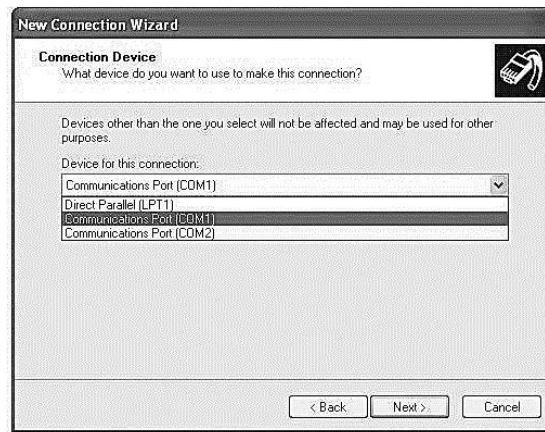 New Connection Wizard
Connection Device
What device do you want to use to make this connection?
Devices other than the one you select will not be affected and may be used for other
purposes.
Device for this connection:
Communications Port (COM1)
Direct Parallel (LPT1)
Communications Port (COM1)
Communications Port (COM2)
< Back Next > Cancel